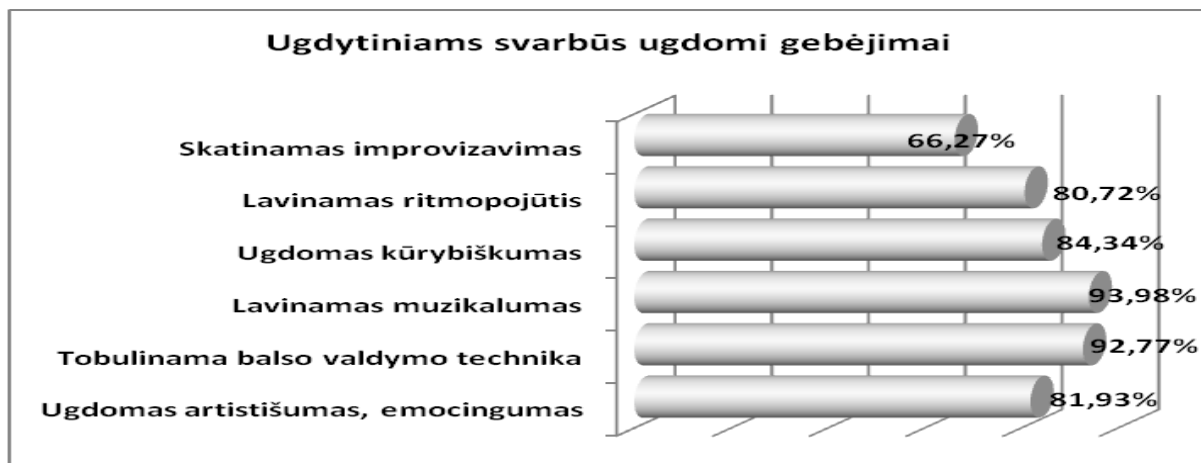 Ugdytiniams svarbūs ugdomi gebėjimai
Skatinamas improvizavimas
66,27%
Lavinamas ritmopojūtis
80,72%
Ugdomas kūrybiškumas
84,34%
Lavinamas muzikalumas
93,98%
Tobulinama balso valdymo technika
92,77%
Ugdomas artistišumas, emocingumas
81,93%